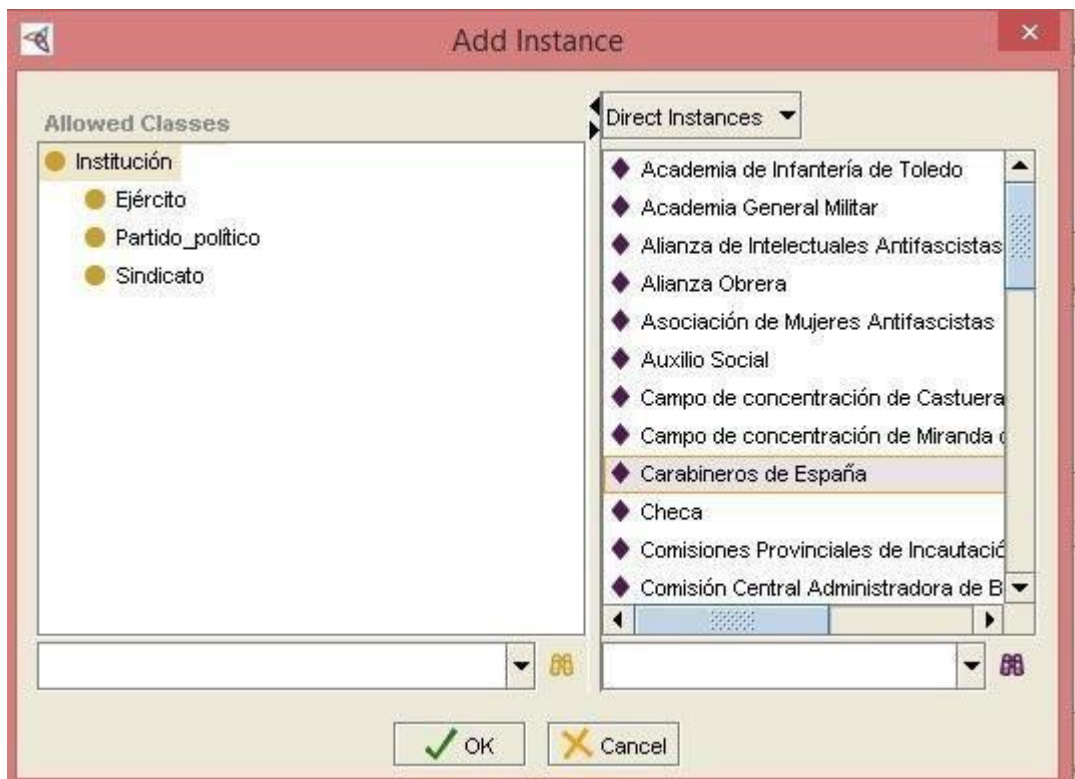 Add Instance
Allowed Classes
Institución
Ejército
Partido_político
Sindicato
Direct Instances
Academia de Infantería de Toledo
Academia General Militar
Alianza de Intelectuales Antifascistas
Alianza Obrera
Asociación de Mujeres Antifascistas
Auxilio Social
Campo de concentración de Castuera
Campo de concentración de Miranda
Carabineros de España
Checa
Comisiones Provinciales de Incautació
Comisión Central Administradora de B
OK
Cancel